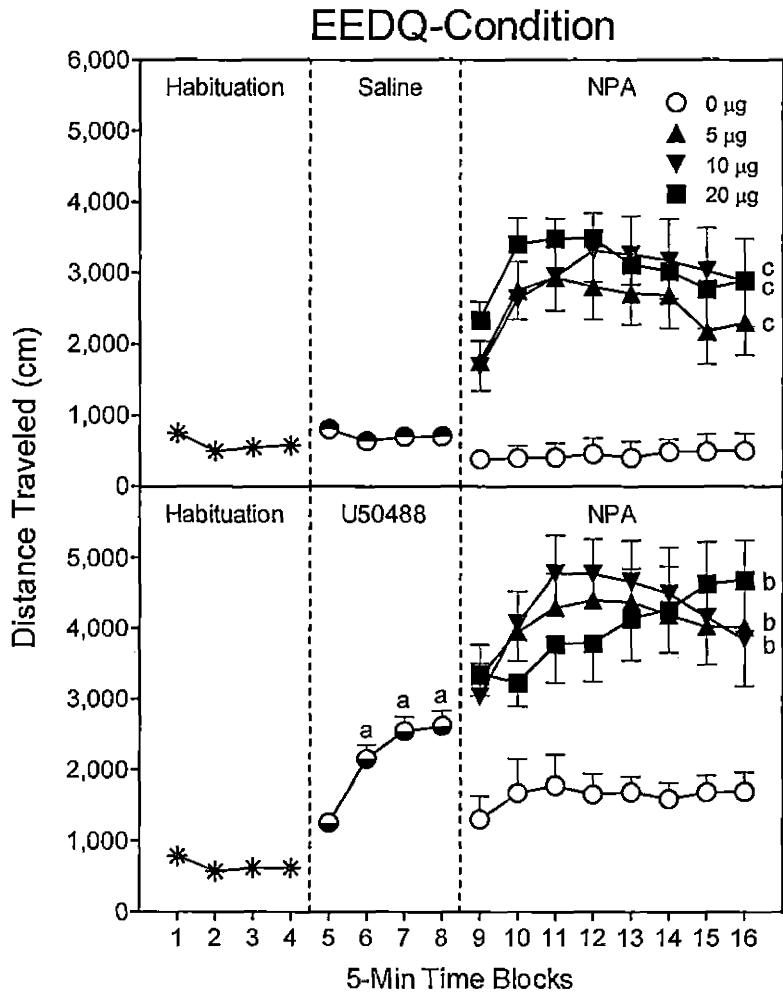 EEDQ-Condition
6,000
Habituation
Saline
NPA
0 µg
5 µg
10 µg
20 µg
5,000
4,000
3,000
2,000
1,000
0
c
c
c
Distance Traveled (cm)
Habituation
U50488
NPA
5,000
4,000
3,000
2,000
1,000
0
a
a
a
b
b
b
1 2 3 4 5 6 7 8 9 10 11 12 13 14 15 16
5-Min Time Blocks